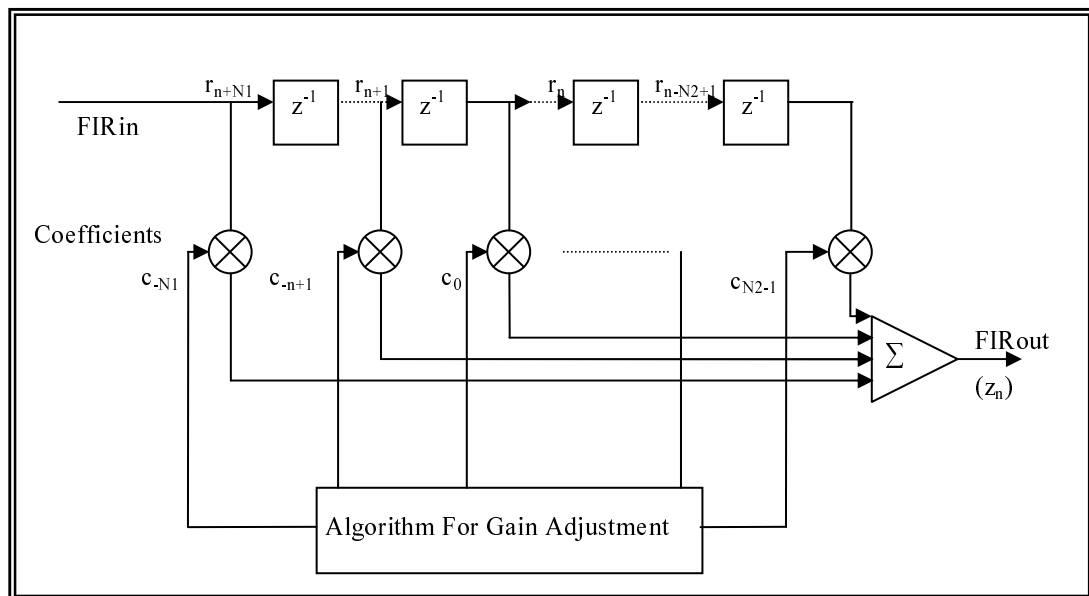 r_{n+N1} r_{n+1} r_n r_{n-N2+1}
z^{-1} z^{-1} z^{-1} z^{-1}
FIRin
Coefficients
c_{-N1} c_{-n+1} c_0 c_{N2-1}
FIRout
Σ
(z_n)
Algorithm For Gain Adjustment